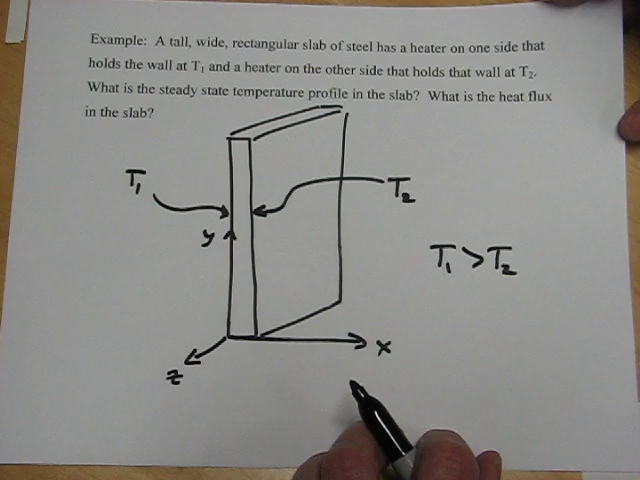 Example: A tall, wide, rectangular slab of steel has a heater on one side that
holds the wall at T₁ and a heater on the other side that holds that wall at T₂.
What is the steady state temperature profile in the slab? What is the heat flux
in the slab?
T₁
T₂
y
T₁ > T₂
x
z